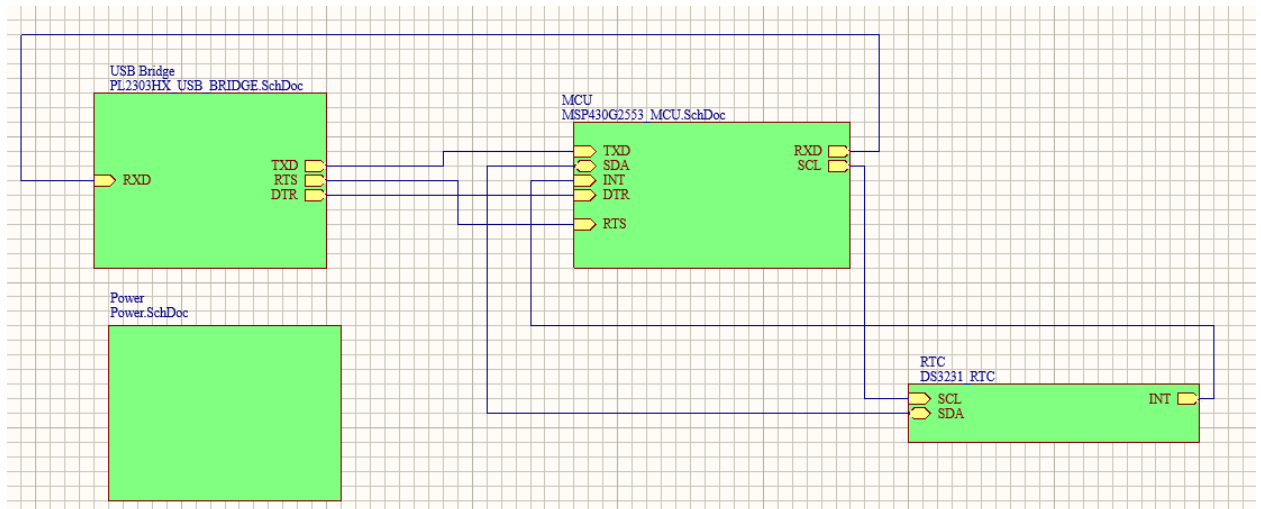 USB Bridge
PL2303HX_USB_BRIDGE.SchDoc
RXD
TXD
RTS
DTR
MCU
MSP430G2553_MCU.SchDoc
TXD
SDA
INT
DTR
RTS
RXD
SCL
Power
Power.SchDoc
RTC
DS3231_RTC
SCL
SDA
INT